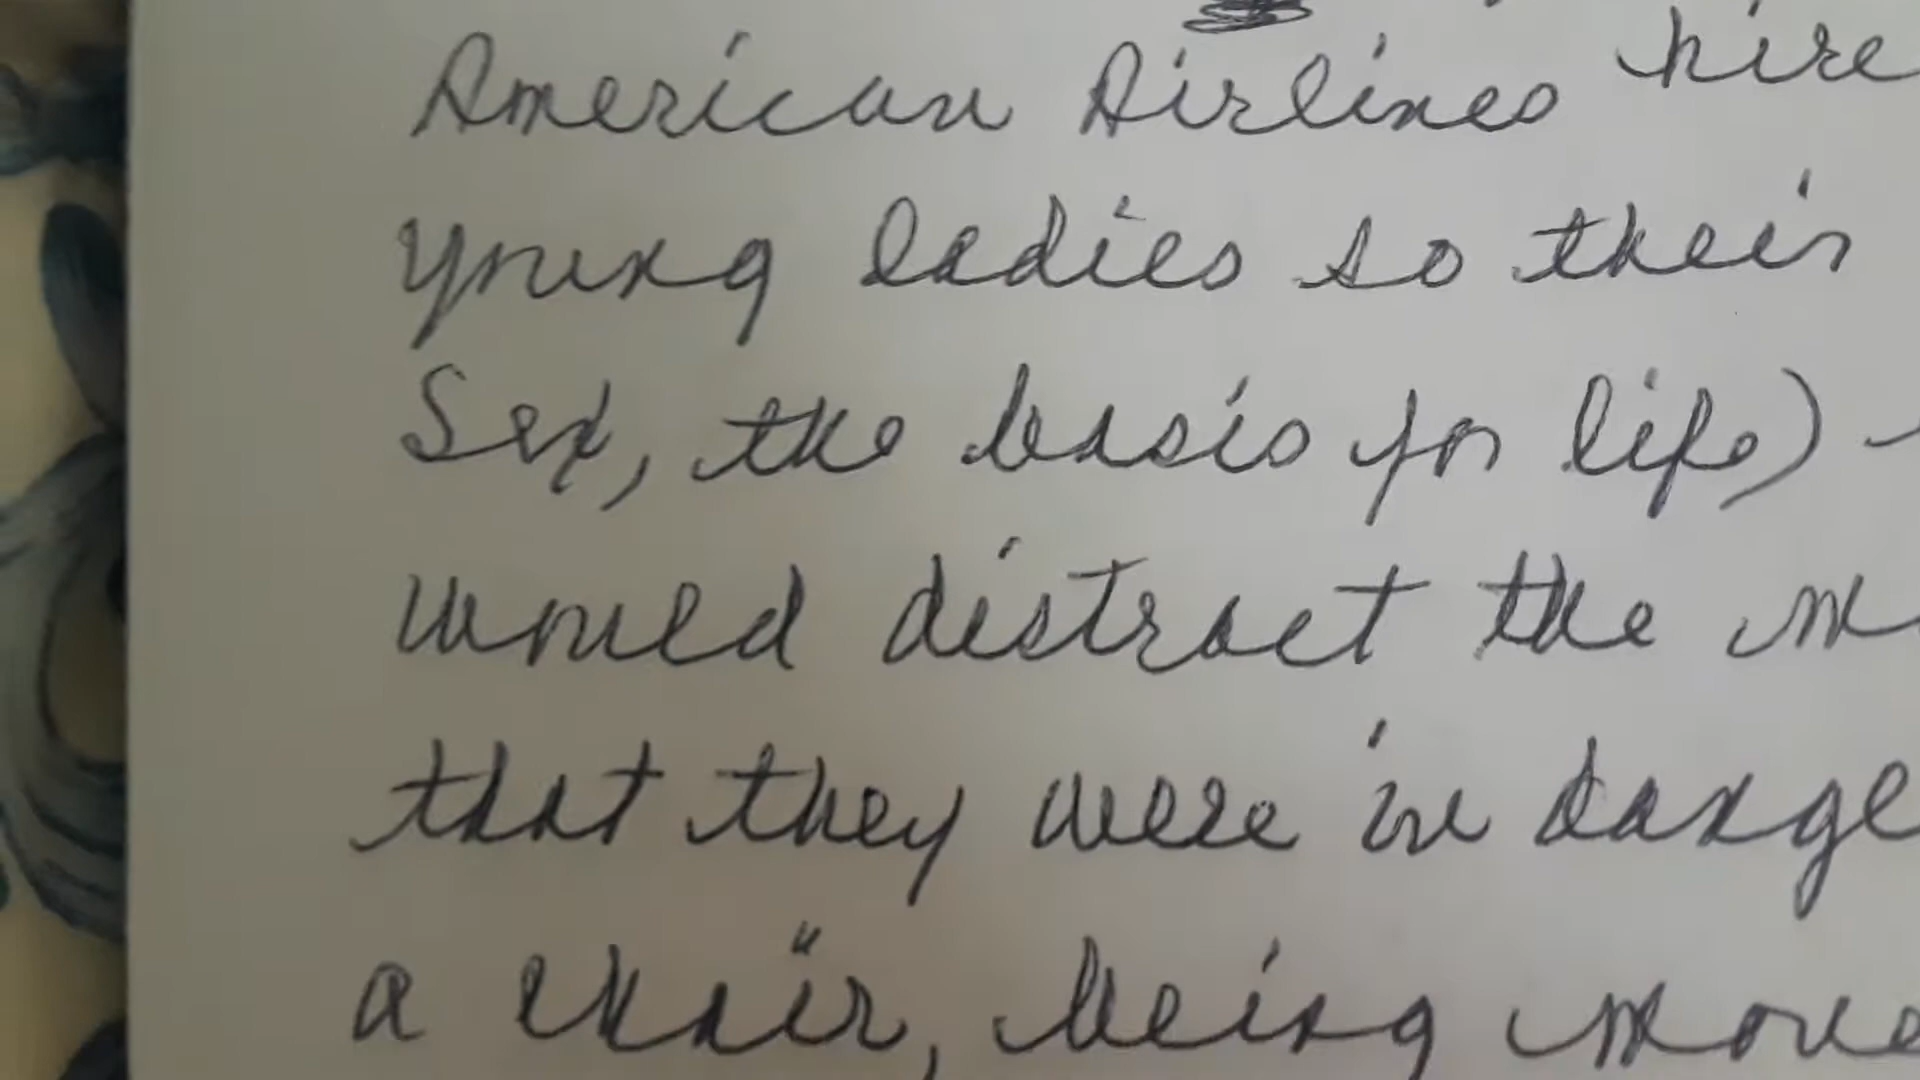 American Airlines hire
young ladies so their
Sex, the basis for life)
would distract the
that they were in dange
a chair, being move